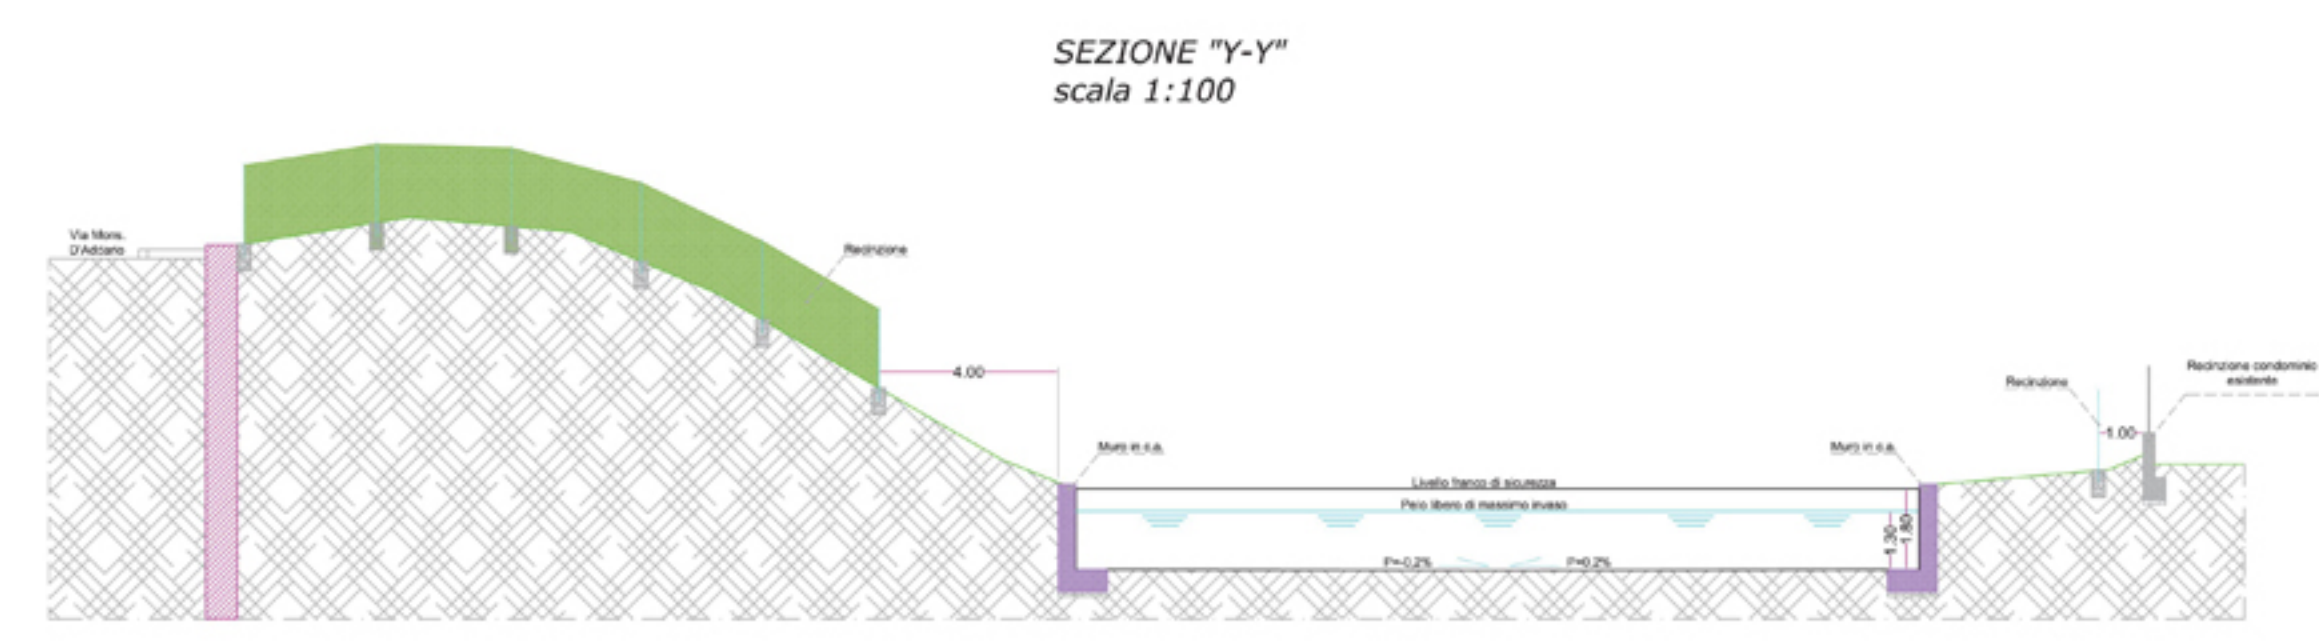 SEZIONE "Y-Y"
scala 1:100
Via Mons.
D'Addario
Recinzione
4.00
Recinzione condominio
esistente
Recinzione
1.00
Muro in c.a.
Muro in c.a.
Livello franco di sicurezza
Pelo libero di massimo invaso
1.30
1.80
P=-0,2%
P=0,2%